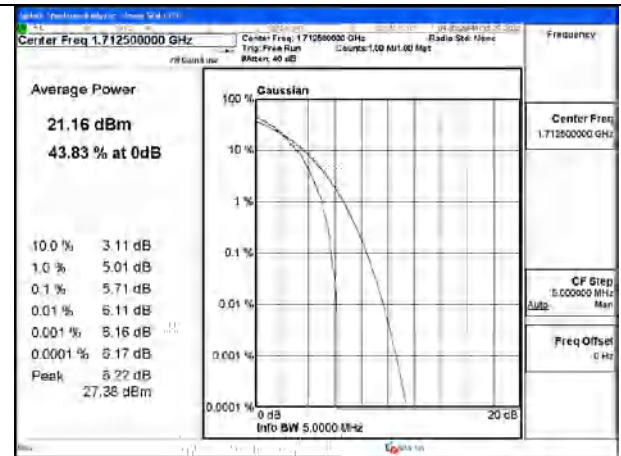 Center Freq 1.712500000 GHz
Center Freq: 1.712500000 GHz
Radio Std: None
Trig: Free Run
Counts:1.00 M/1.00 Mpt
#Atten: 40 dB
Frequency
Average Power
21.16 dBm
43.83 % at 0dB
10.0 % 3.11 dB
1.0 % 5.01 dB
0.1 % 5.71 dB
0.01 % 6.11 dB
0.001 % 6.16 dB
0.0001 % 6.17 dB
Peak 6.22 dB
27.38 dBm
Gaussian
100 %
10 %
1 %
0.1 %
0.01 %
0.001 %
0.0001 %
0 dB
20 dB
Info BW 5.0000 MHz
Center Freq
1.712500000 GHz
CF Step
5.000000 MHz
Auto Man
Freq Offset
0 Hz